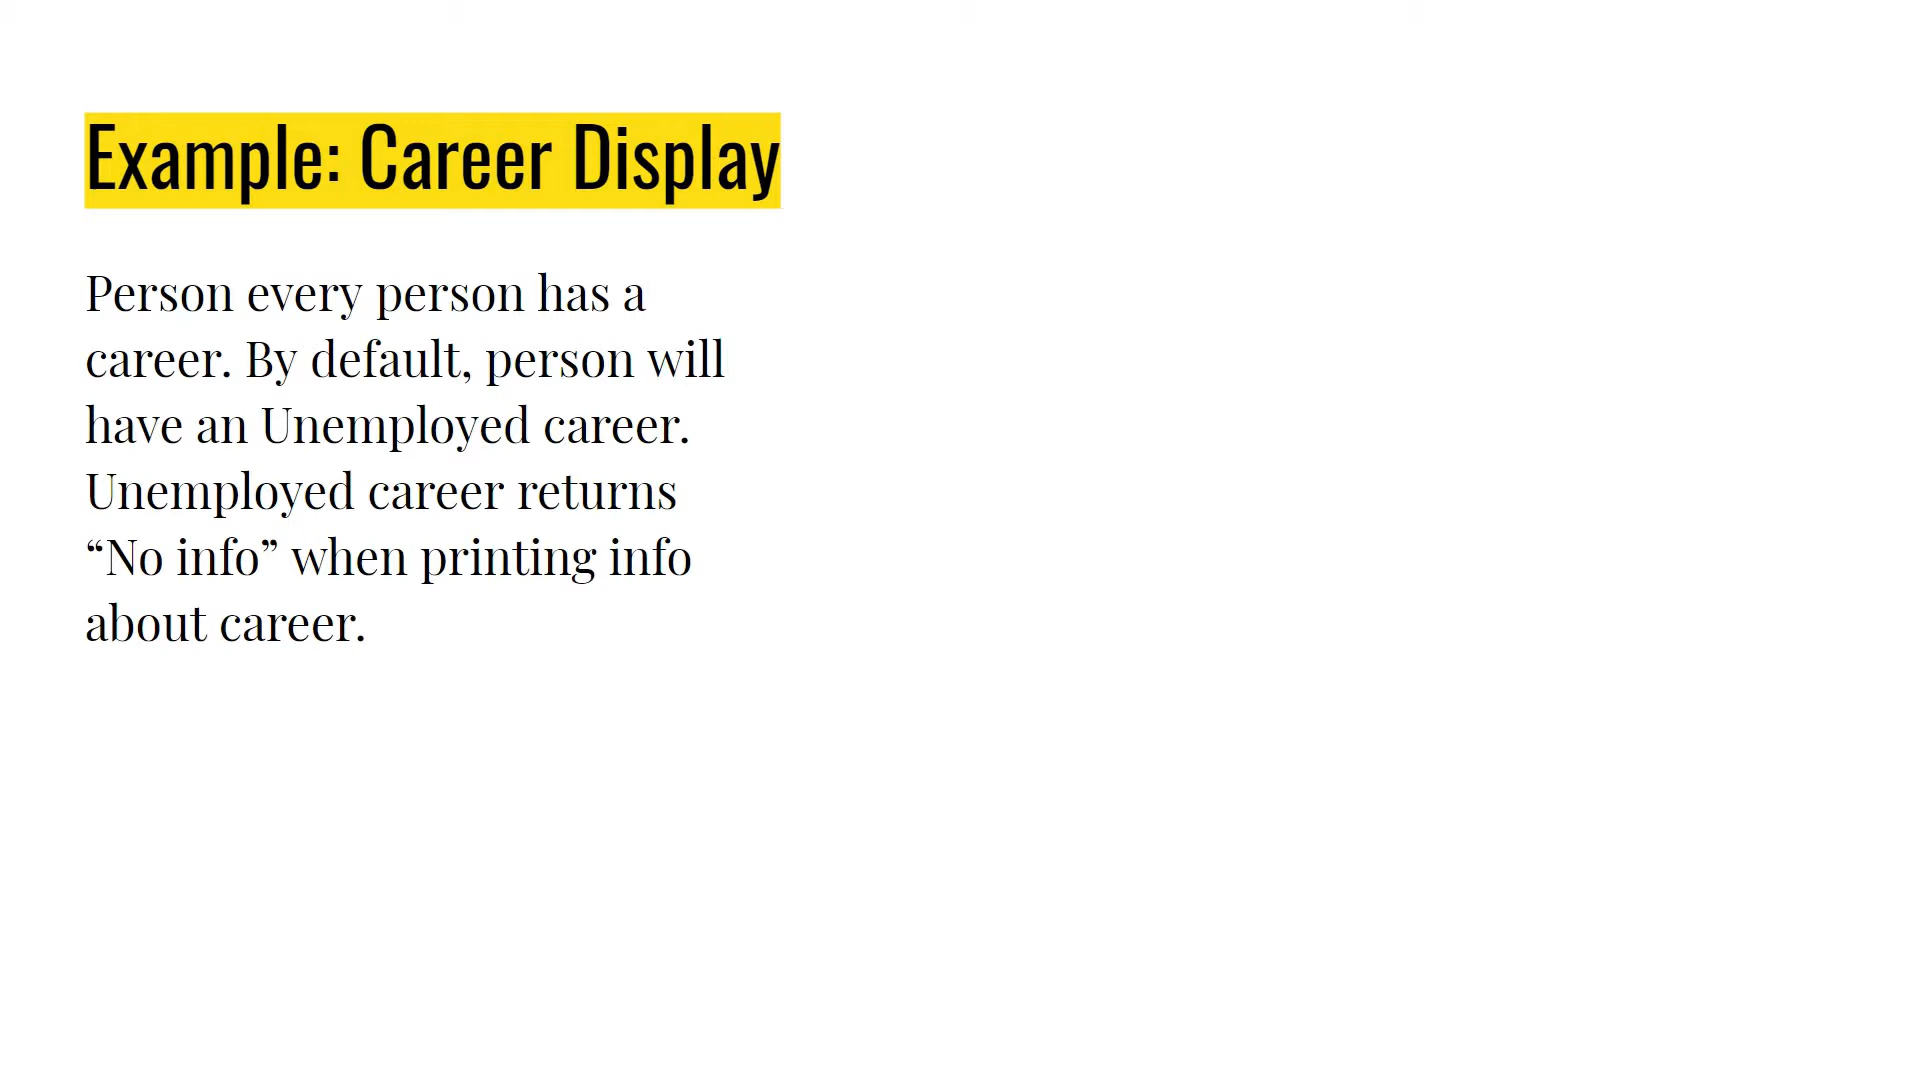 Example: Career Display
Person every person has a
career. By default, person will
have an Unemployed career.
Unemployed career returns
“No info” when printing info
about career.